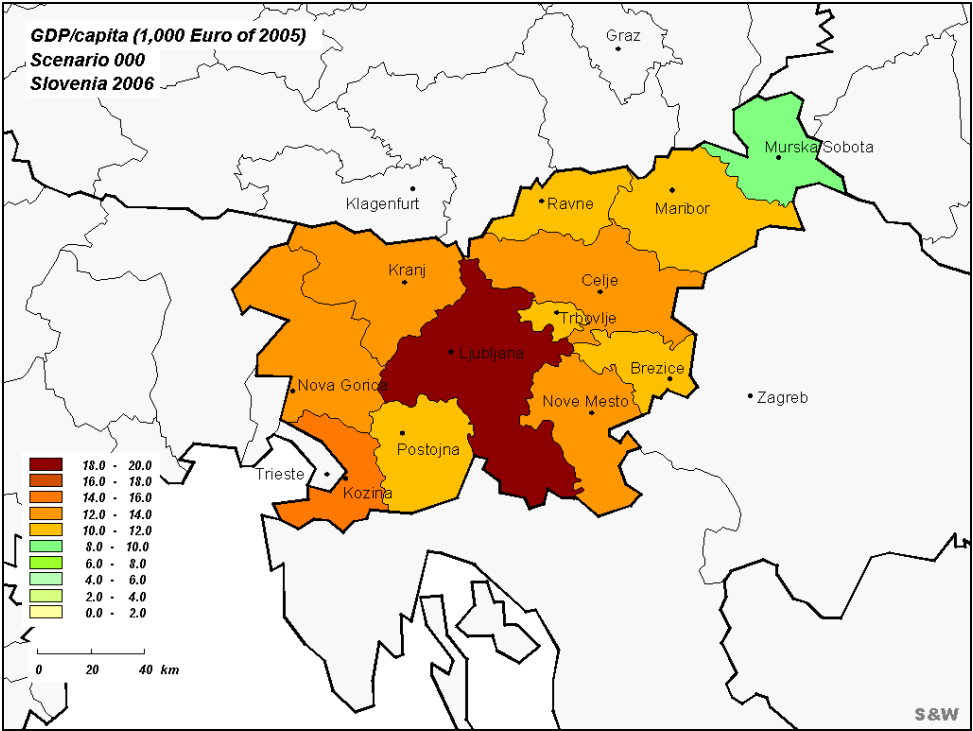 GDP/capita (1,000 Euro of 2005)
Scenario 000
Slovenia 2006
Graz
Murska Sobota
Klagenfurt
Ravne
Maribor
Kranj
Celje
Trbovlje
Ljubljana
Brezice
Nova Gorica
Nove Mesto
Zagreb
Postojna
Trieste
Kozina
18.0 - 20.0
16.0 - 18.0
14.0 - 16.0
12.0 - 14.0
10.0 - 12.0
8.0 - 10.0
6.0 - 8.0
4.0 - 6.0
2.0 - 4.0
0.0 - 2.0
0 20 40 km
S&W